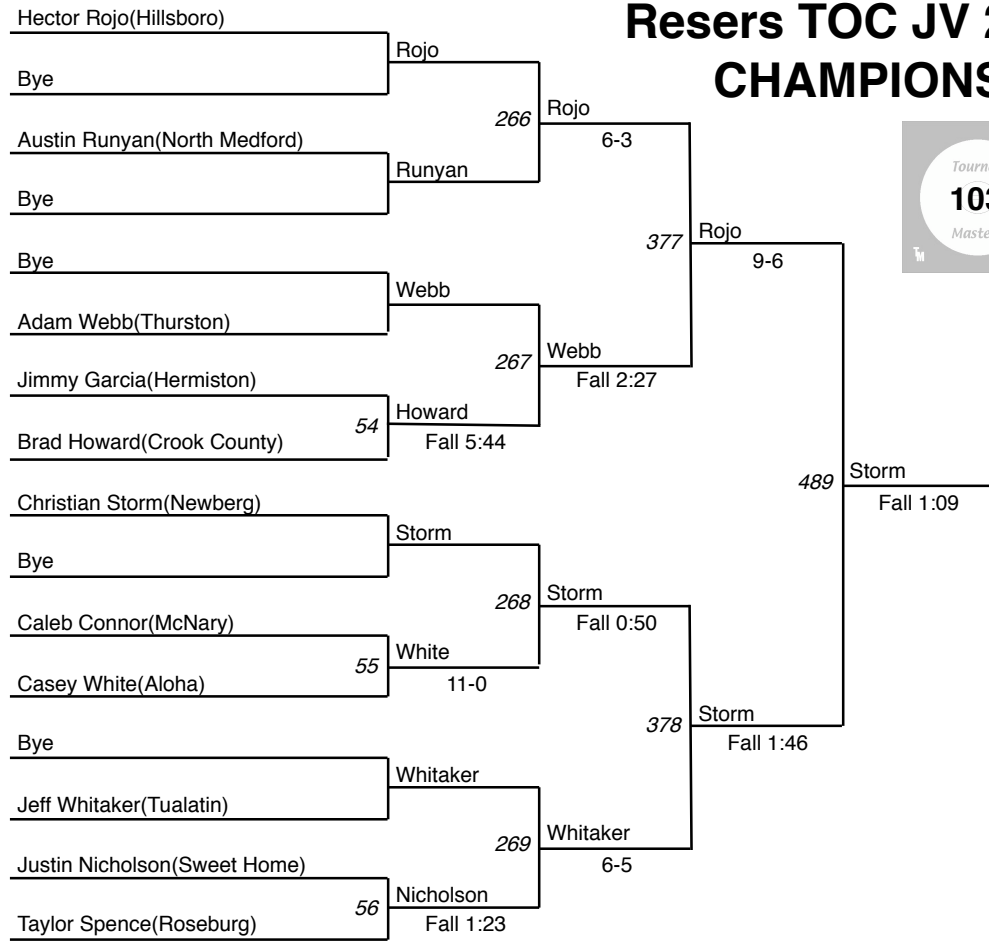 Resers TOC JV
CHAMPIONS
103
Hector Rojo(Hillsboro)
Rojo
Bye
266
Rojo
6-3
Austin Runyan(North Medford)
Runyan
Bye
377
Rojo
9-6
Bye
Webb
Adam Webb(Thurston)
267
Webb
Fall 2:27
Jimmy Garcia(Hermiston)
54
Howard
Fall 5:44
Brad Howard(Crook County)
489
Storm
Fall 1:09
Christian Storm(Newberg)
Storm
Bye
268
Storm
Fall 0:50
Caleb Connor(McNary)
55
White
11-0
Casey White(Aloha)
378
Storm
Fall 1:46
Bye
Whitaker
Jeff Whitaker(Tualatin)
269
Whitaker
6-5
Justin Nicholson(Sweet Home)
56
Nicholson
Fall 1:23
Taylor Spence(Roseburg)